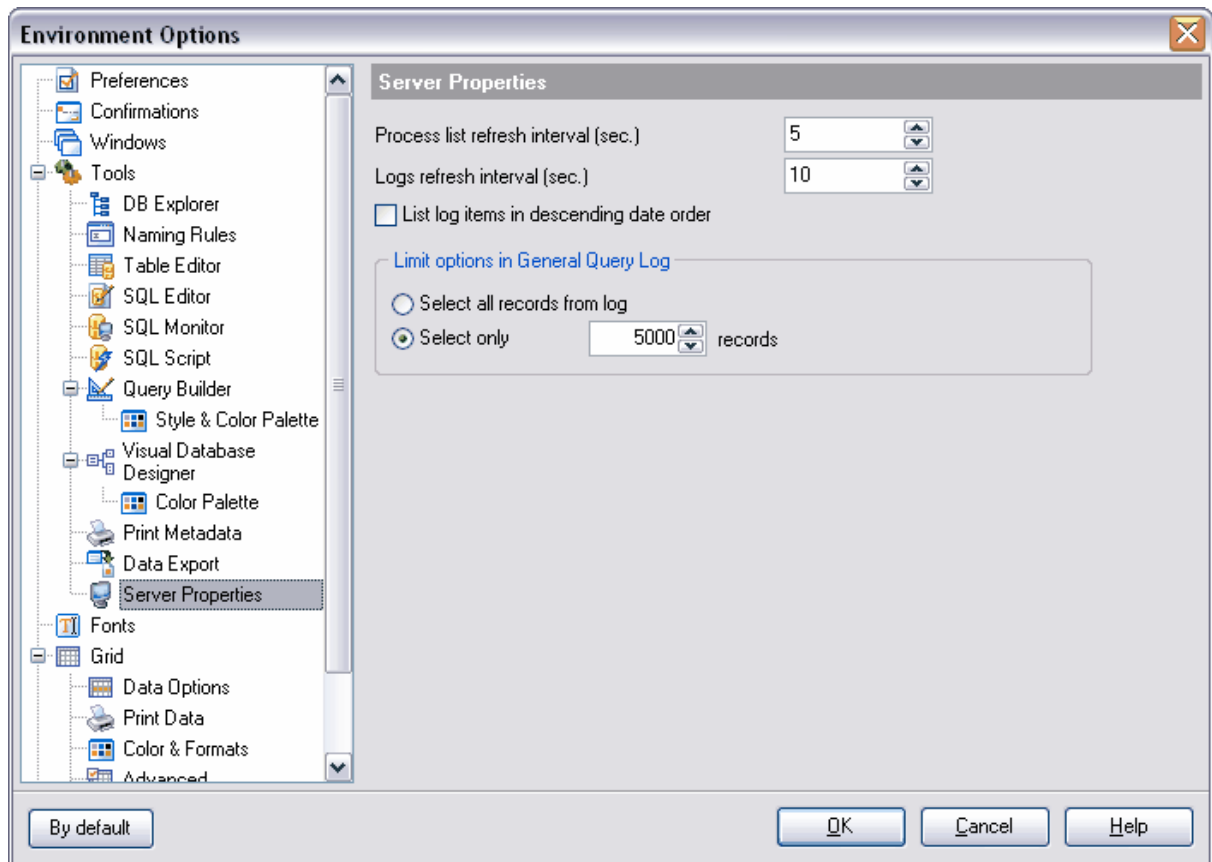 Environment Options
Preferences
Confirmations
Windows
Tools
DB Explorer
Naming Rules
Table Editor
SQL Editor
SQL Monitor
SQL Script
Query Builder
Style & Color Palette
Visual Database
Designer
Color Palette
Print Metadata
Data Export
Server Properties
Fonts
Grid
Data Options
Print Data
Color & Formats
Advanced
Server Properties
Process list refresh interval (sec.) 5
Logs refresh interval (sec.) 10
List log items in descending date order
Limit options in General Query Log
Select all records from log
Select only 5000 records
By default OK Cancel Help